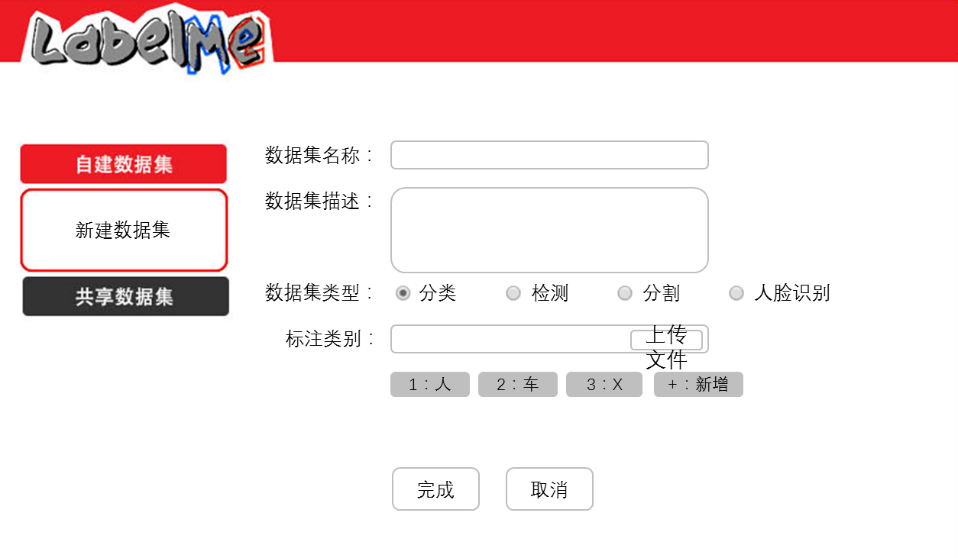 LabelMe
自建数据集
新建数据集
共享数据集
数据集名称：
数据集描述：
数据集类型： 分类 检测 分割 人脸识别
标注类别： 上传
文件
1：人 2：车 3：X +：新增
完成 取消